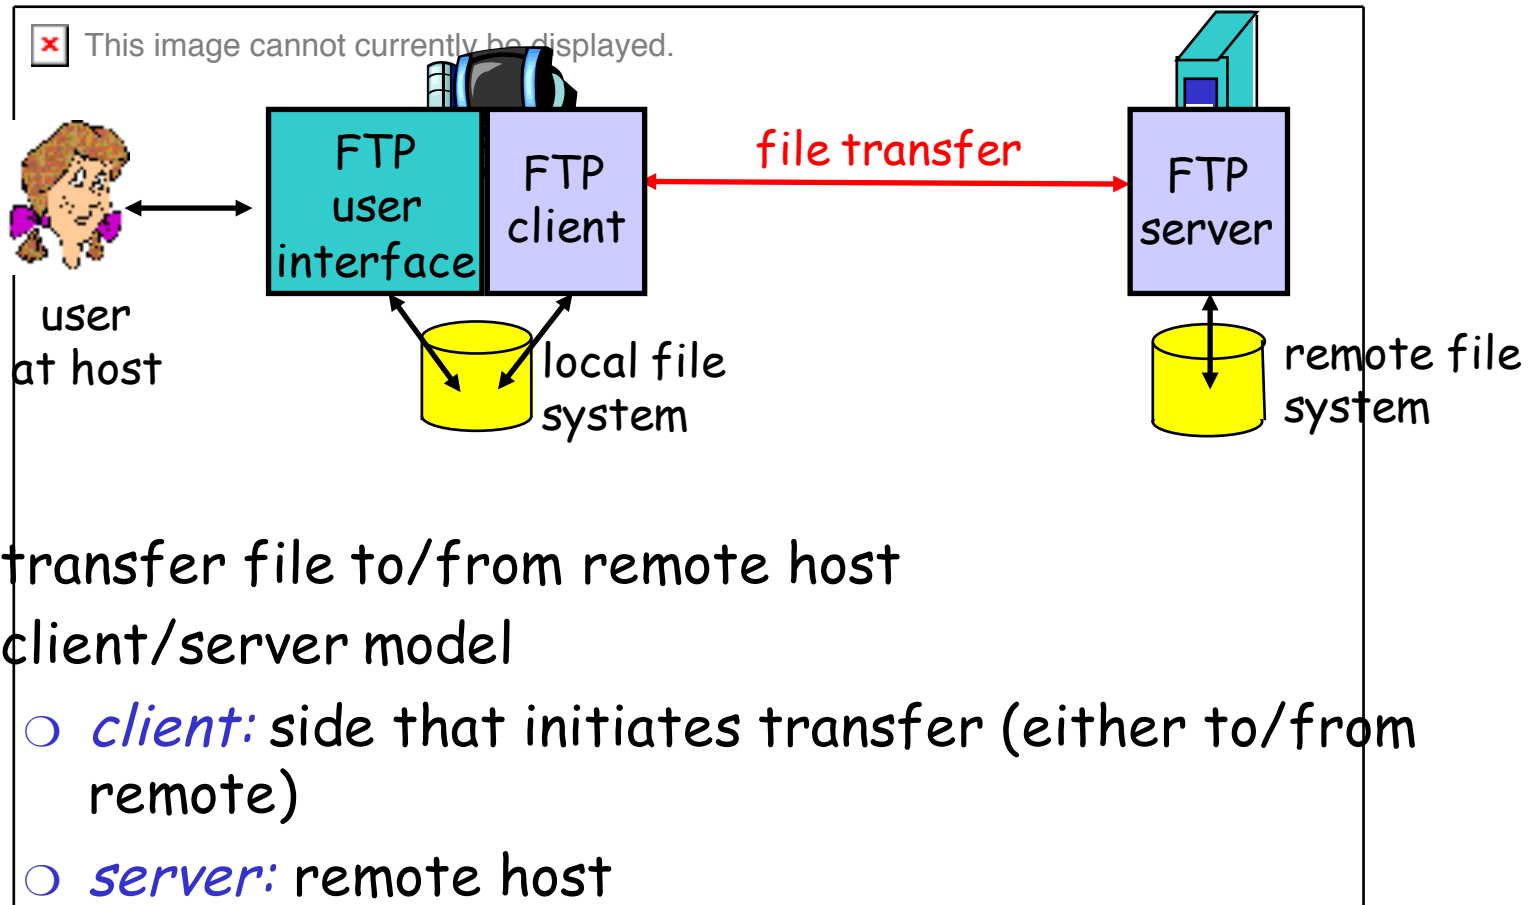 This image cannot currently be displayed.
FTP
user
interface
FTP
client
file transfer
FTP
server
user
at host
local file
system
remote file
system
transfer file to/from remote host
client/server model
client: side that initiates transfer (either to/from
remote)
server: remote host